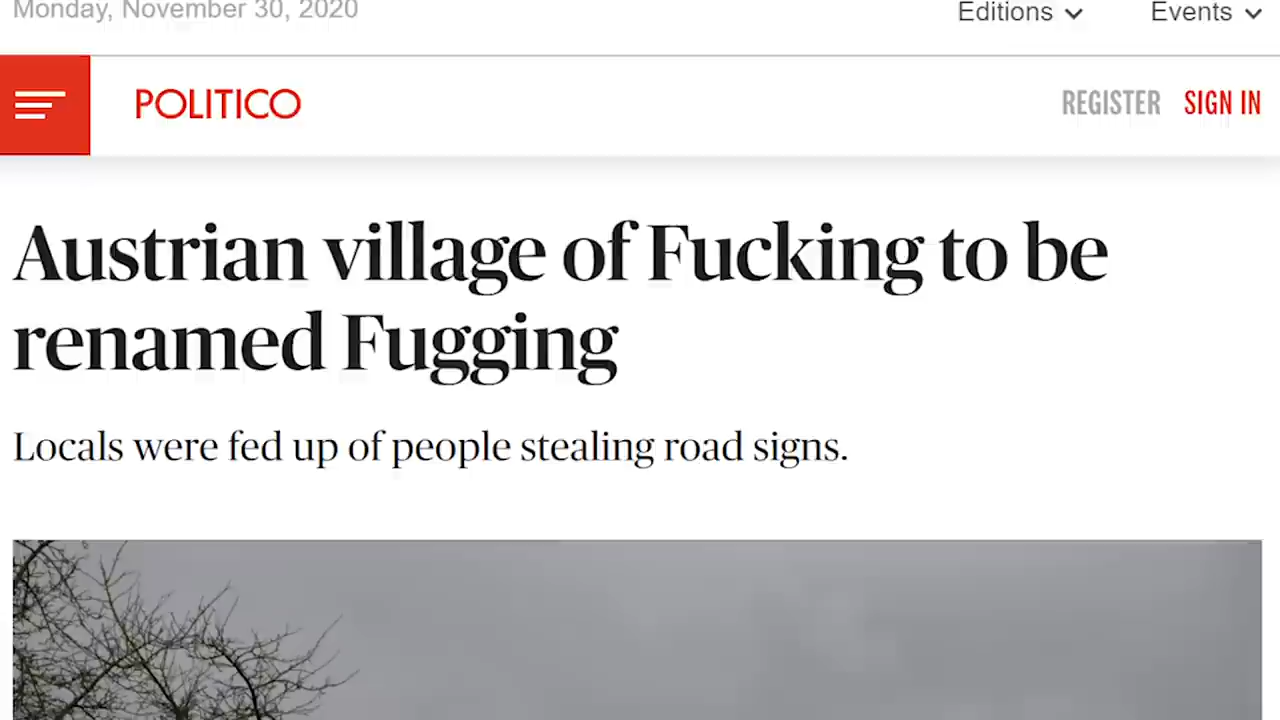 Monday, November 30, 2020
Editions
Events
POLITICO
REGISTER
SIGN IN
Austrian village of Fucking to be
renamed Fugging
Locals were fed up of people stealing road signs.